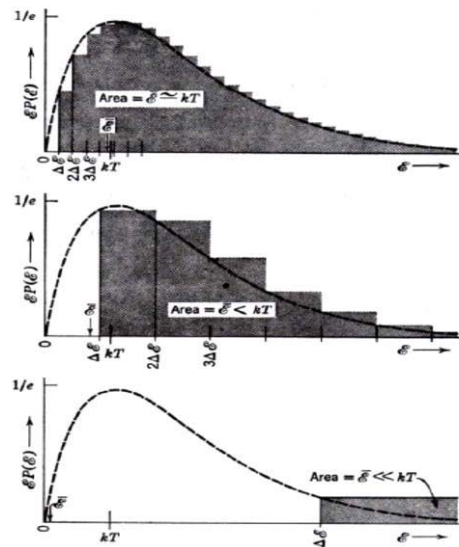 1/e
ℰP(ℰ) →
Area = ℰ̄ ≃ kT
ℰ̄
0 Δℰ 2Δℰ 3Δℰ kT ℰ →
1/e
ℰP(ℰ) →
Area = ℰ̄ < kT
ℰ̄
0 Δℰ kT 2Δℰ 3Δℰ ℰ →
1/e
ℰP(ℰ) →
Area = ℰ̄ ≪ kT
ℰ̄
0 kT Δℰ ℰ →